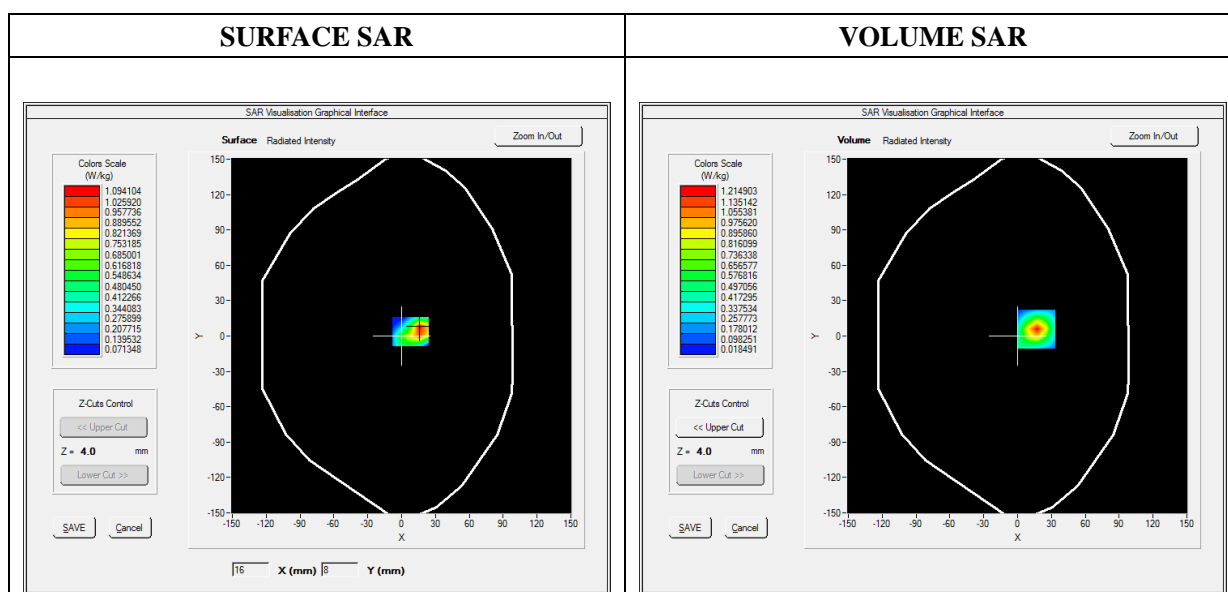 SURFACE SAR
SAR Visualisation Graphical Interface
Surface Radiated Intensity
Zoom In/Out
Colors Scale
(W/kg)
1.094104
1.025920
0.957736
0.889552
0.821369
0.753185
0.685001
0.616818
0.548634
0.480450
0.412266
0.344083
0.275899
0.207715
0.139532
0.071348
Z-Cuts Control
<< Upper Cut
Z = 4.0 mm
Lower Cut >>
SAVE Cancel
150
120
90
60
30
0
-30
-60
-90
-120
-150
Y
-150 -120 -90 -60 -30 0 30 60 90 120 150
X
16 X (mm) 8 Y (mm)
VOLUME SAR
SAR Visualisation Graphical Interface
Volume Radiated Intensity
Zoom In/Out
Colors Scale
(W/kg)
1.214903
1.135142
1.055381
0.975620
0.895860
0.816099
0.736338
0.656577
0.576816
0.497056
0.417295
0.337534
0.257773
0.178012
0.098251
0.018491
Z-Cuts Control
<< Upper Cut
Z = 4.0 mm
Lower Cut >>
SAVE Cancel
150
120
90
60
30
0
-30
-60
-90
-120
-150
Y
-150 -120 -90 -60 -30 0 30 60 90 120 150
X